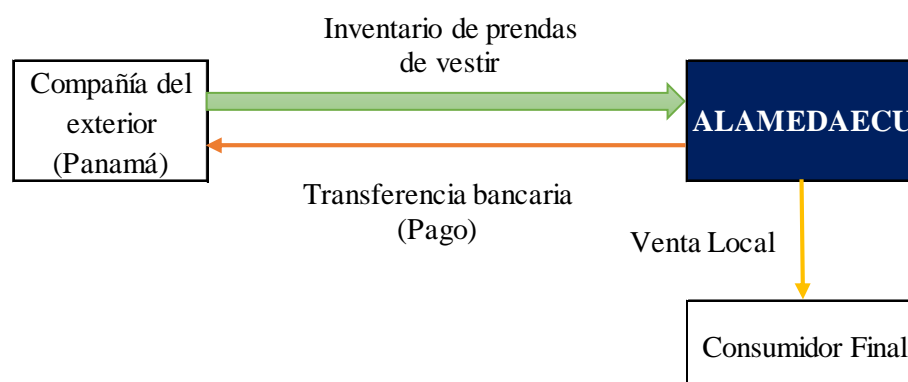 Inventario de prendas
de vestir
Compañía del
exterior
(Panamá)
ALAMEDAECU
Transferencia bancaria
(Pago)
Venta Local
Consumidor Final